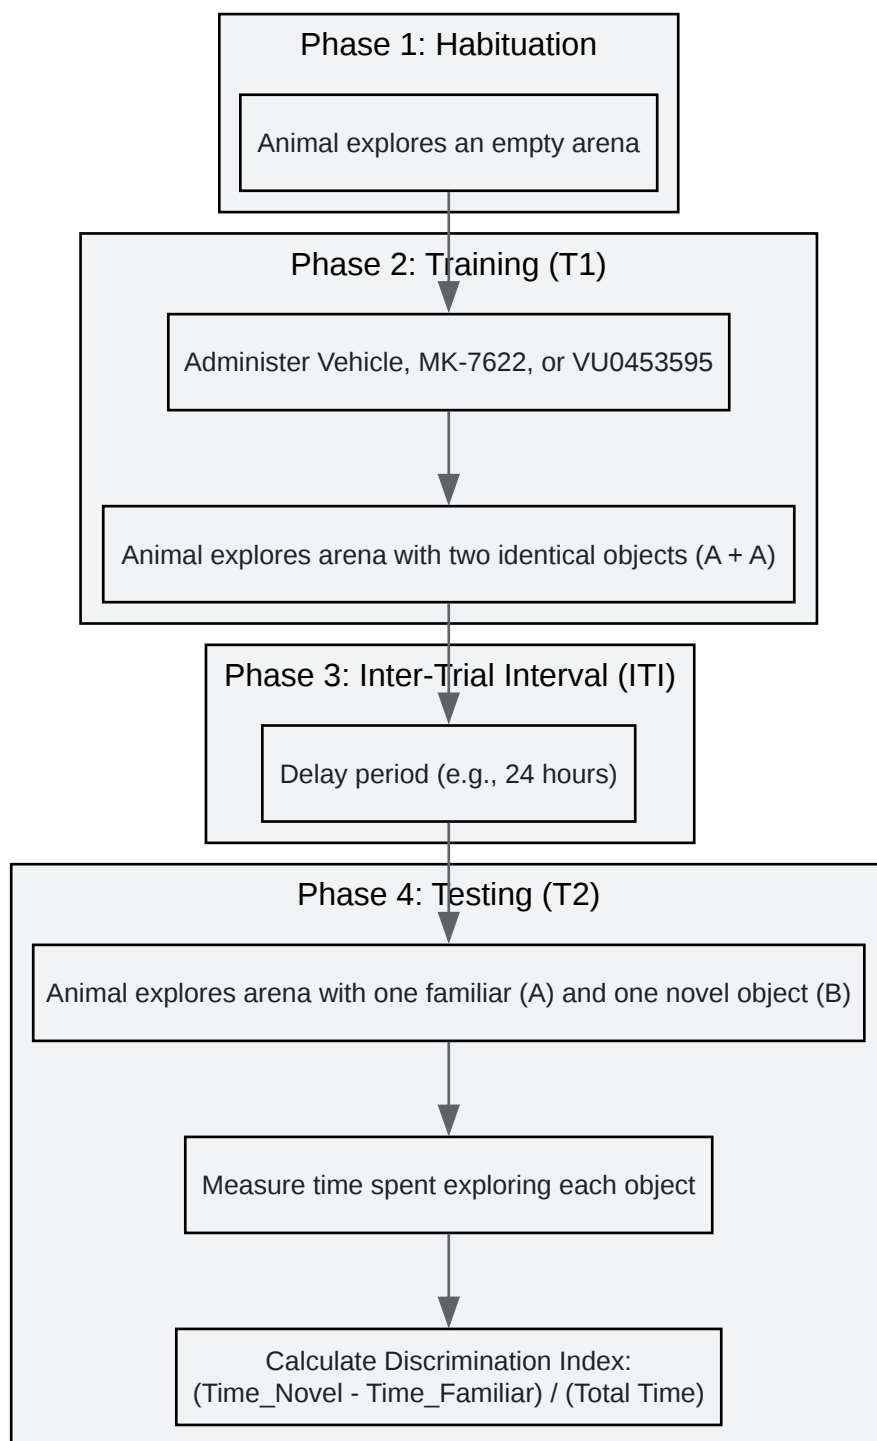 Phase 1: Habituation
Animal explores an empty arena
Phase 2: Training (T1)
Administer Vehicle, MK-7622, or VU0453595
Animal explores arena with two identical objects (A + A)
Phase 3: Inter-Trial Interval (ITI)
Delay period (e.g., 24 hours)
Phase 4: Testing (T2)
Animal explores arena with one familiar (A) and one novel object (B)
Measure time spent exploring each object
Calculate Discrimination Index:
(Time_Novel - Time_Familiar) / (Total Time)